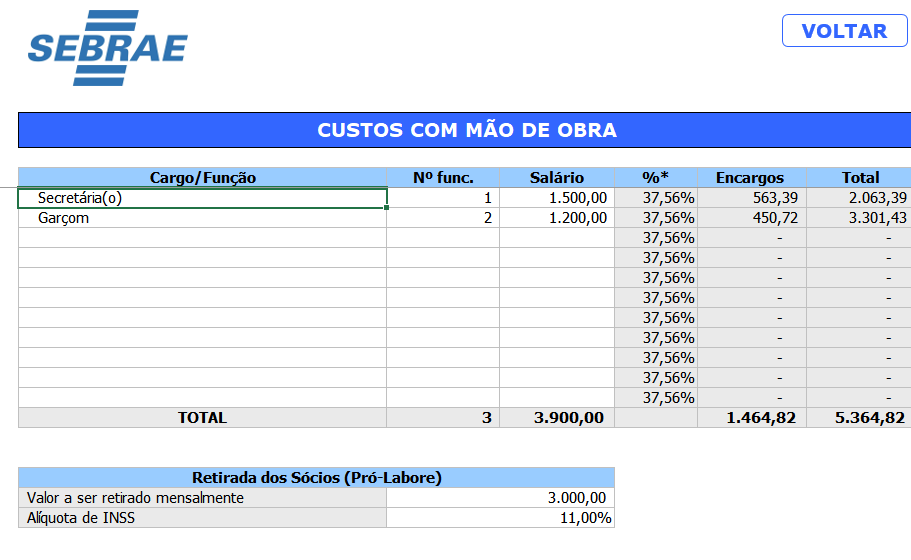 SEBRAE
VOLTAR
CUSTOS COM MÃO DE OBRA
Cargo/Função Nº func. Salário %* Encargos Total
Secretária(o) 1 1.500,00 37,56% 563,39 2.063,39
Garçom 2 1.200,00 37,56% 450,72 3.301,43
37,56% - -
37,56% - -
37,56% - -
37,56% - -
37,56% - -
37,56% - -
37,56% - -
37,56% - -
37,56% - -
TOTAL 3 3.900,00 1.464,82 5.364,82
Retirada dos Sócios (Pró-Labore)
Valor a ser retirado mensalmente 3.000,00
Alíquota de INSS 11,00%